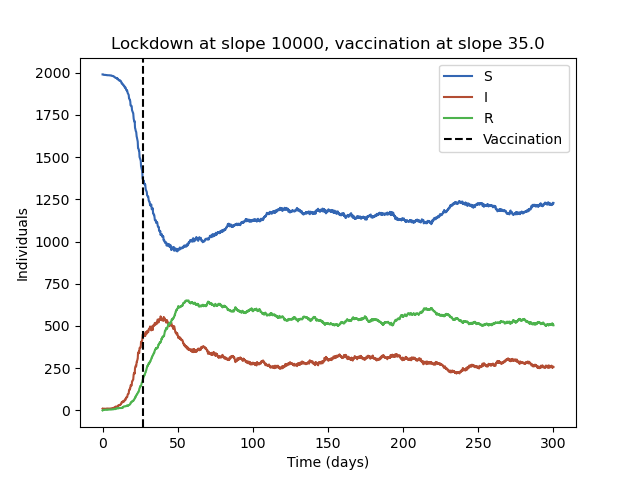 Lockdown at slope 10000, vaccination at slope 35.0
S
I
R
Vaccination
Individuals
2000
1750
1500
1250
1000
750
500
250
0
0 50 100 150 200 250 300
Time (days)